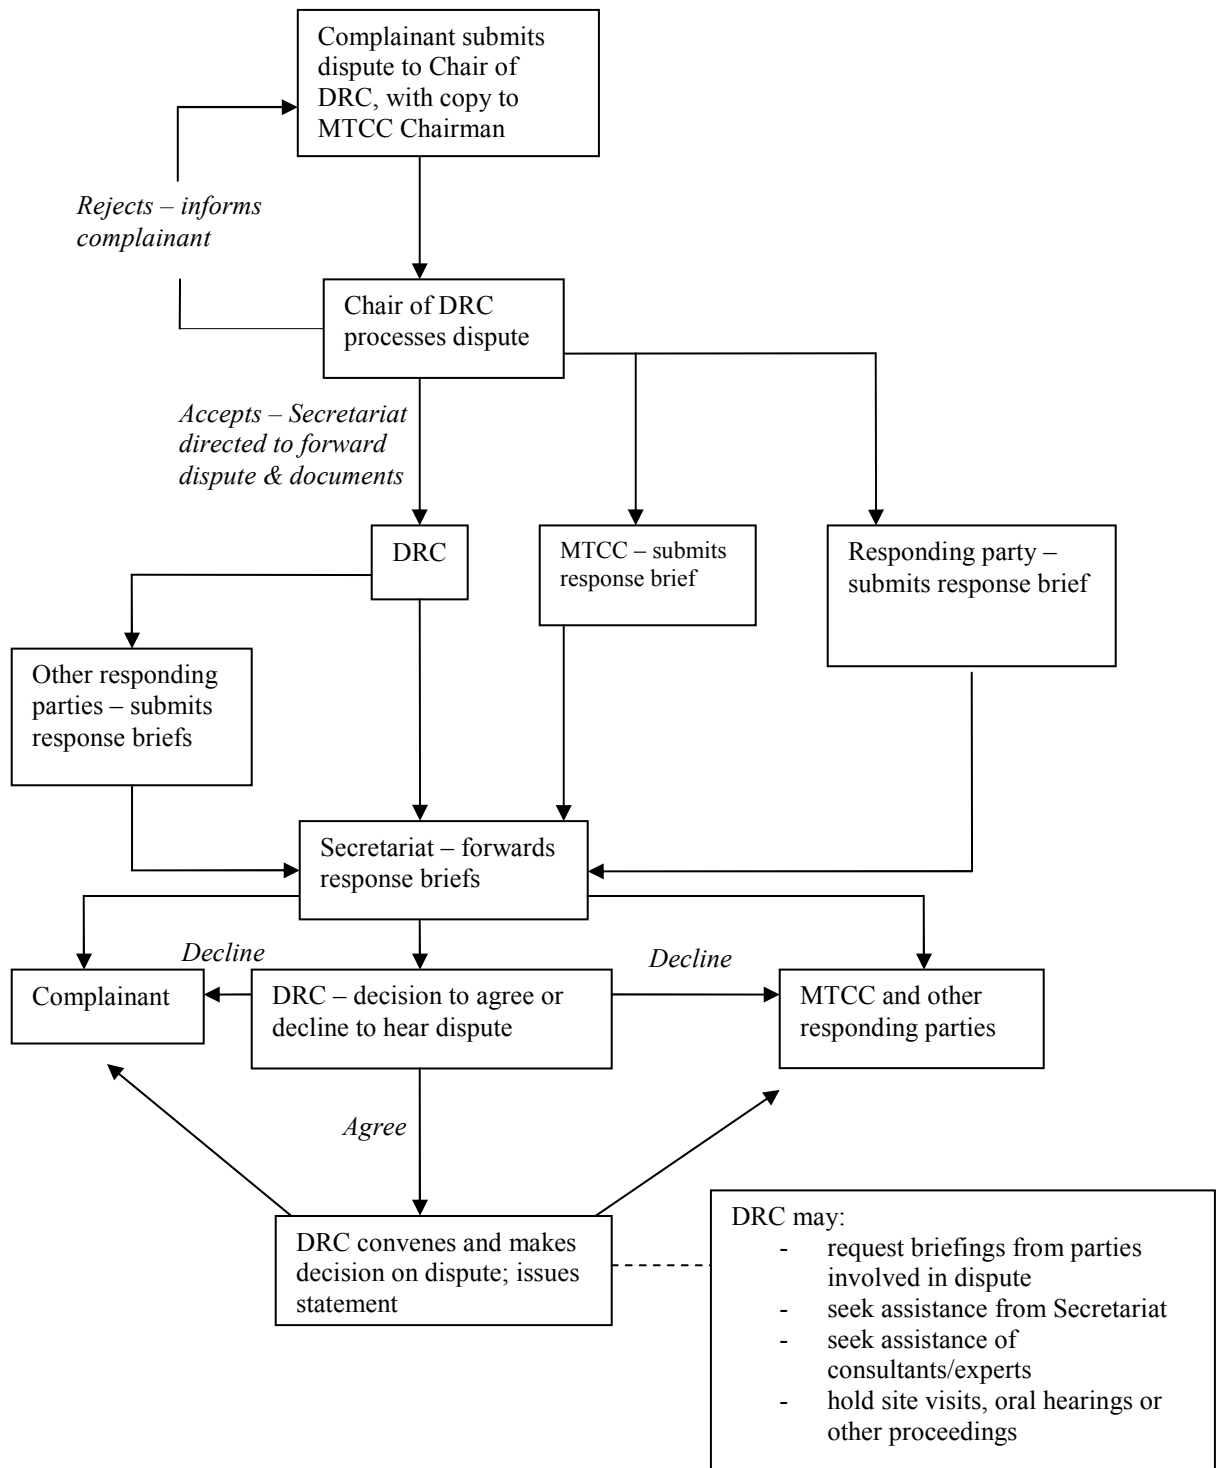 Complainant submits
dispute to Chair of
DRC, with copy to
MTCC Chairman
Rejects – informs
complainant
Chair of DRC
processes dispute
Accepts – Secretariat
directed to forward
dispute & documents
DRC
MTCC – submits
response brief
Responding party –
submits response brief
Other responding
parties – submits
response briefs
Secretariat – forwards
response briefs
Decline
Decline
Complainant
DRC – decision to agree or
decline to hear dispute
MTCC and other
responding parties
Agree
DRC convenes and makes
decision on dispute; issues
statement
DRC may:
- request briefings from parties
involved in dispute
- seek assistance from Secretariat
- seek assistance of
consultants/experts
- hold site visits, oral hearings or
other proceedings